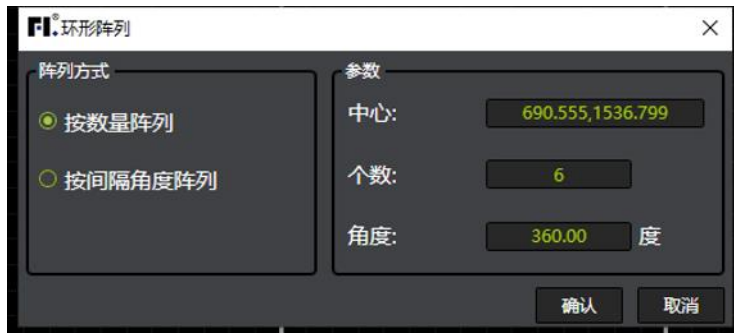 FI.® 环形阵列
阵列方式
按数量阵列
按间隔角度阵列
参数
中心: 690.555,1536.799
个数: 6
角度: 360.00 度
确认 取消